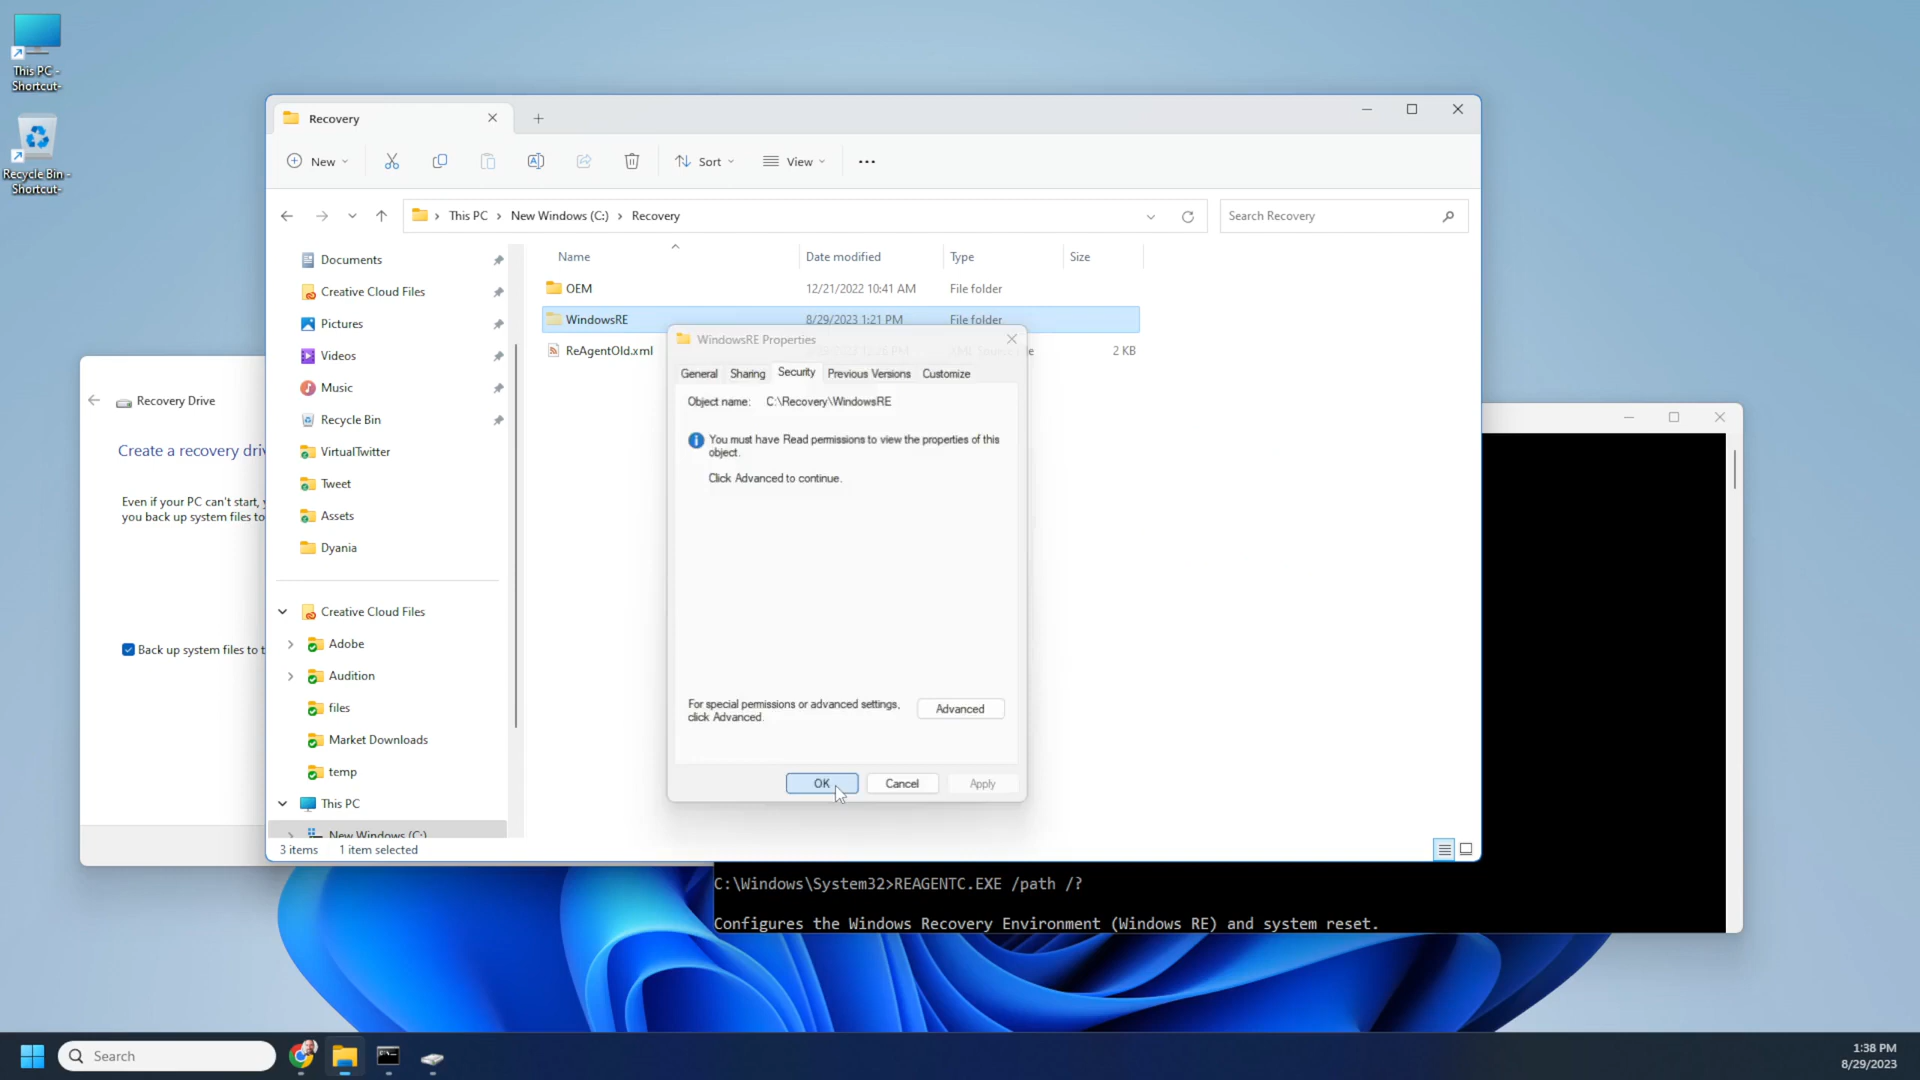 This PC -
Shortcut-
Recycle Bin -
Shortcut-
Recovery
New
Sort
View
This PC
New Windows (C:)
Recovery
Search Recovery
Documents
Creative Cloud Files
Pictures
Videos
Music
Recycle Bin
VirtualTwitter
Tweet
Assets
Dyania
Creative Cloud Files
Adobe
Audition
files
Market Downloads
temp
This PC
New Windows (C:)
3 items 1 item selected
Name Date modified Type Size
OEM 12/21/2022 10:41 AM File folder
WindowsRE 8/29/2023 1:21 PM File folder
ReAgentOld.xml 2 KB
WindowsRE Properties
General Sharing Security Previous Versions Customize
Object name: C:\Recovery\WindowsRE
You must have Read permissions to view the properties of this
object.
Click Advanced to continue.
For special permissions or advanced settings,
click Advanced.
Advanced
OK Cancel Apply
Recovery Drive
Create a recovery driv
Even if your PC can't start,
you back up system files to
Back up system files to t
C:\Windows\System32>REAGENTC.EXE /path /?
Configures the Windows Recovery Environment (Windows RE) and system reset.
Search
1:38 PM
8/29/2023